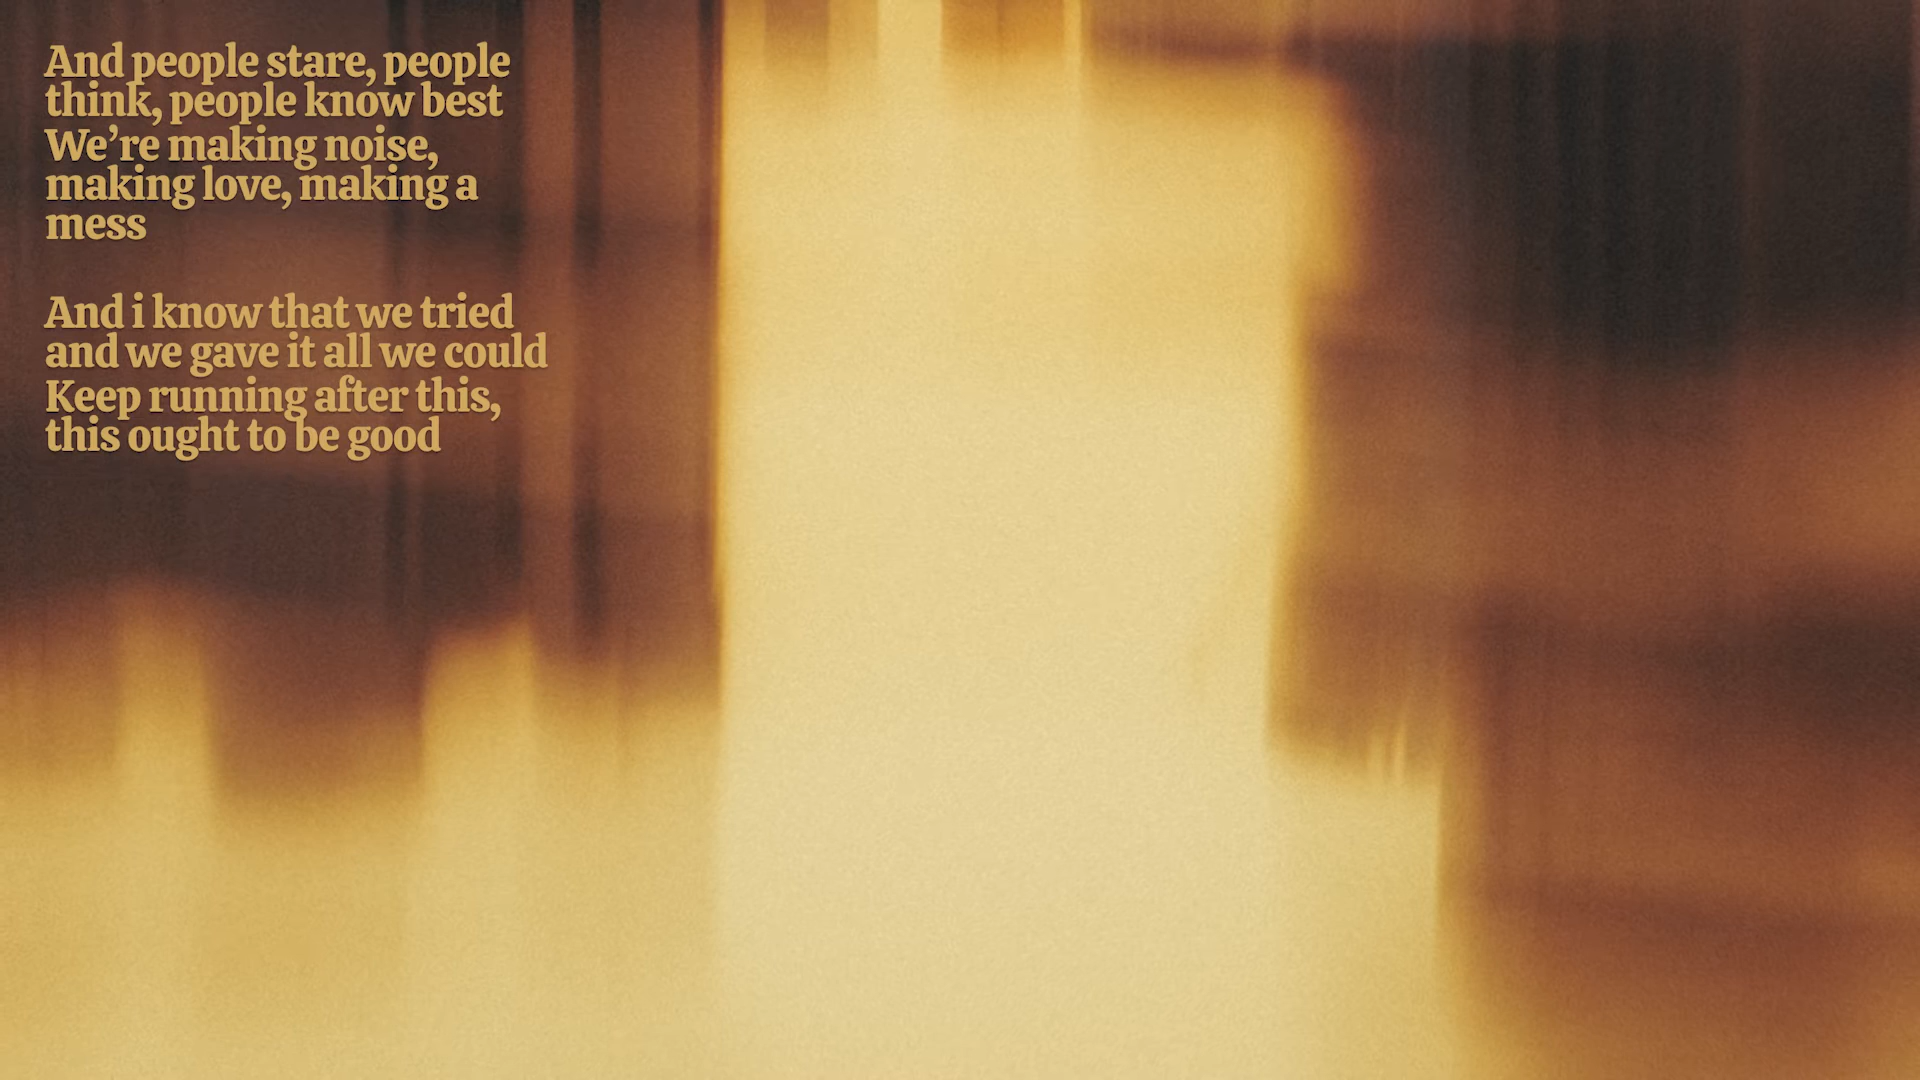 And people stare, people
think, people know best
We’re making noise,
making love, making a
mess
And i know that we tried
and we gave it all we could
Keep running after this,
this ought to be good